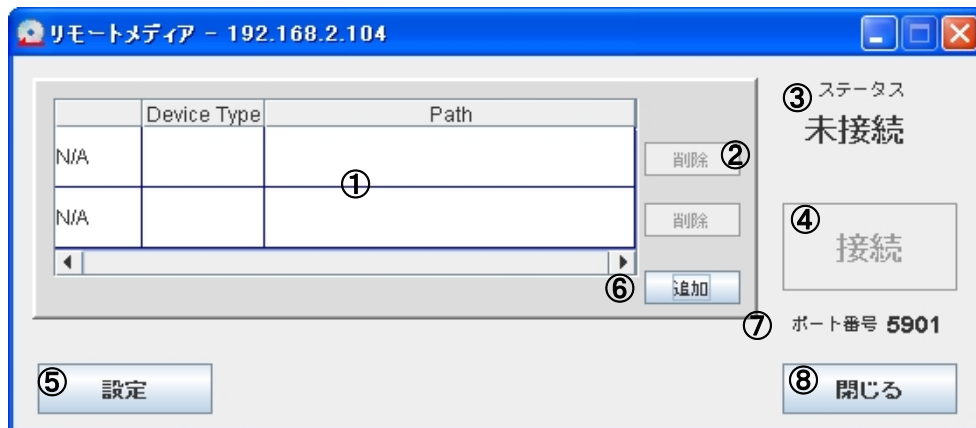 リモートメディア - 192.168.2.104
Device Type Path
N/A
①
N/A
削除 ②
削除
⑥ 追加
③ ステータス
未接続
④ 接続
⑦ ポート番号 5901
⑤ 設定
⑧ 閉じる